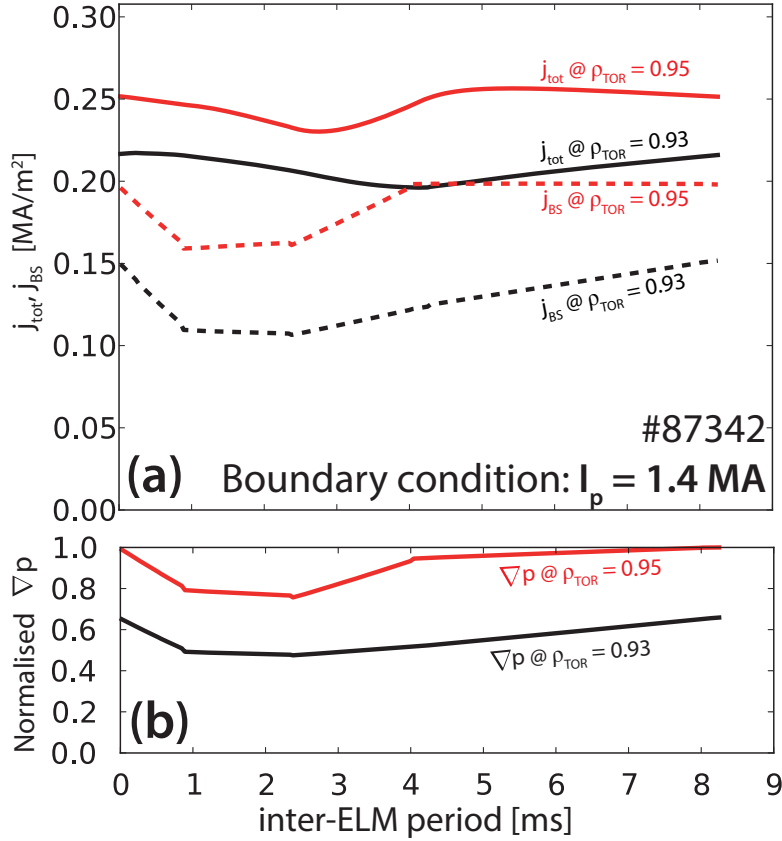 0.30
0.25
0.20
0.15
0.10
0.05
0.00
j_tot, j_BS [MA/m²]
j_tot @ ρ_TOR = 0.95
j_tot @ ρ_TOR = 0.93
j_BS @ ρ_TOR = 0.95
j_BS @ ρ_TOR = 0.93
#87342
(a) Boundary condition: I_p = 1.4 MA
1.0
0.8
0.6
0.4
0.2
0.0
Normalised ∇p
∇p @ ρ_TOR = 0.95
∇p @ ρ_TOR = 0.93
(b)
0 1 2 3 4 5 6 7 8 9
inter-ELM period [ms]